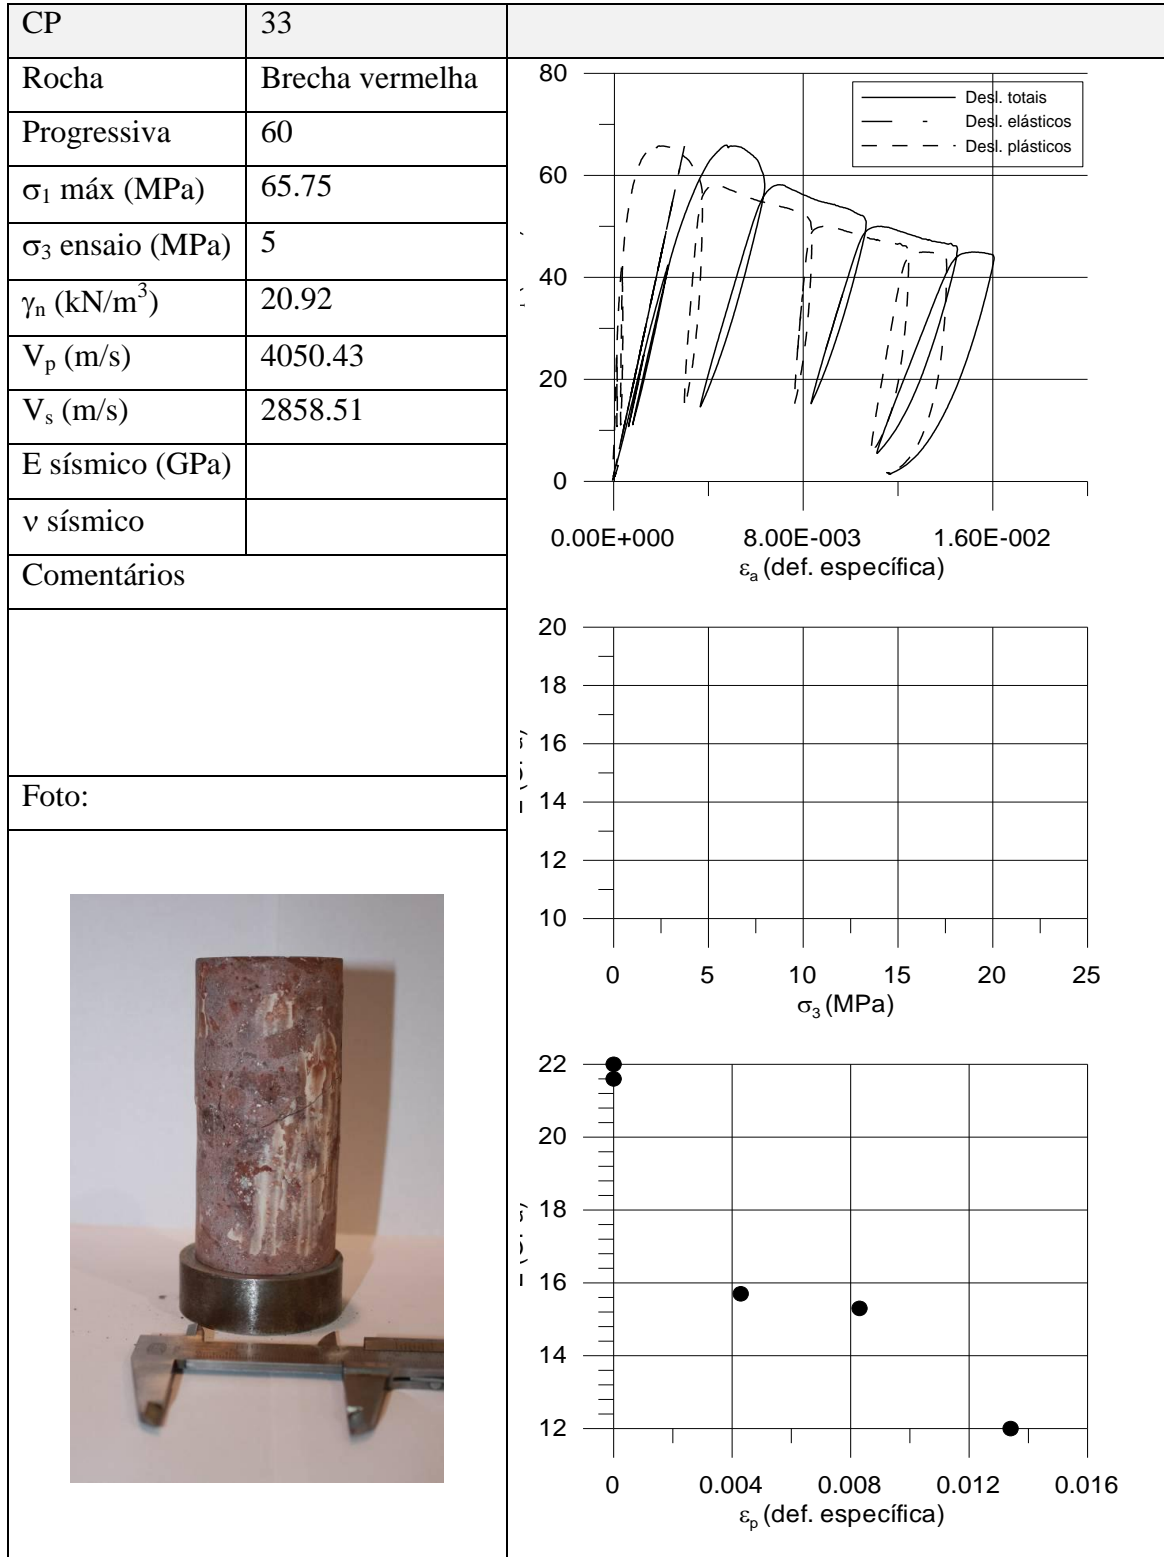 CP 33
Rocha Brecha vermelha
Progressiva 60
σ₁ máx (MPa) 65.75
σ₃ ensaio (MPa) 5
γₙ (kN/m³) 20.92
Vₚ (m/s) 4050.43
Vₛ (m/s) 2858.51
E sísmico (GPa)
ν sísmico
Comentários
Foto:
80
60
40
20
0
Desl. totais
Desl. elásticos
Desl. plásticos
0.00E+000 8.00E-003 1.60E-002
εₐ (def. específica)
20
18
16
14
12
10
0 5 10 15 20 25
σ₃ (MPa)
22
20
18
16
14
12
0 0.004 0.008 0.012 0.016
εₚ (def. específica)